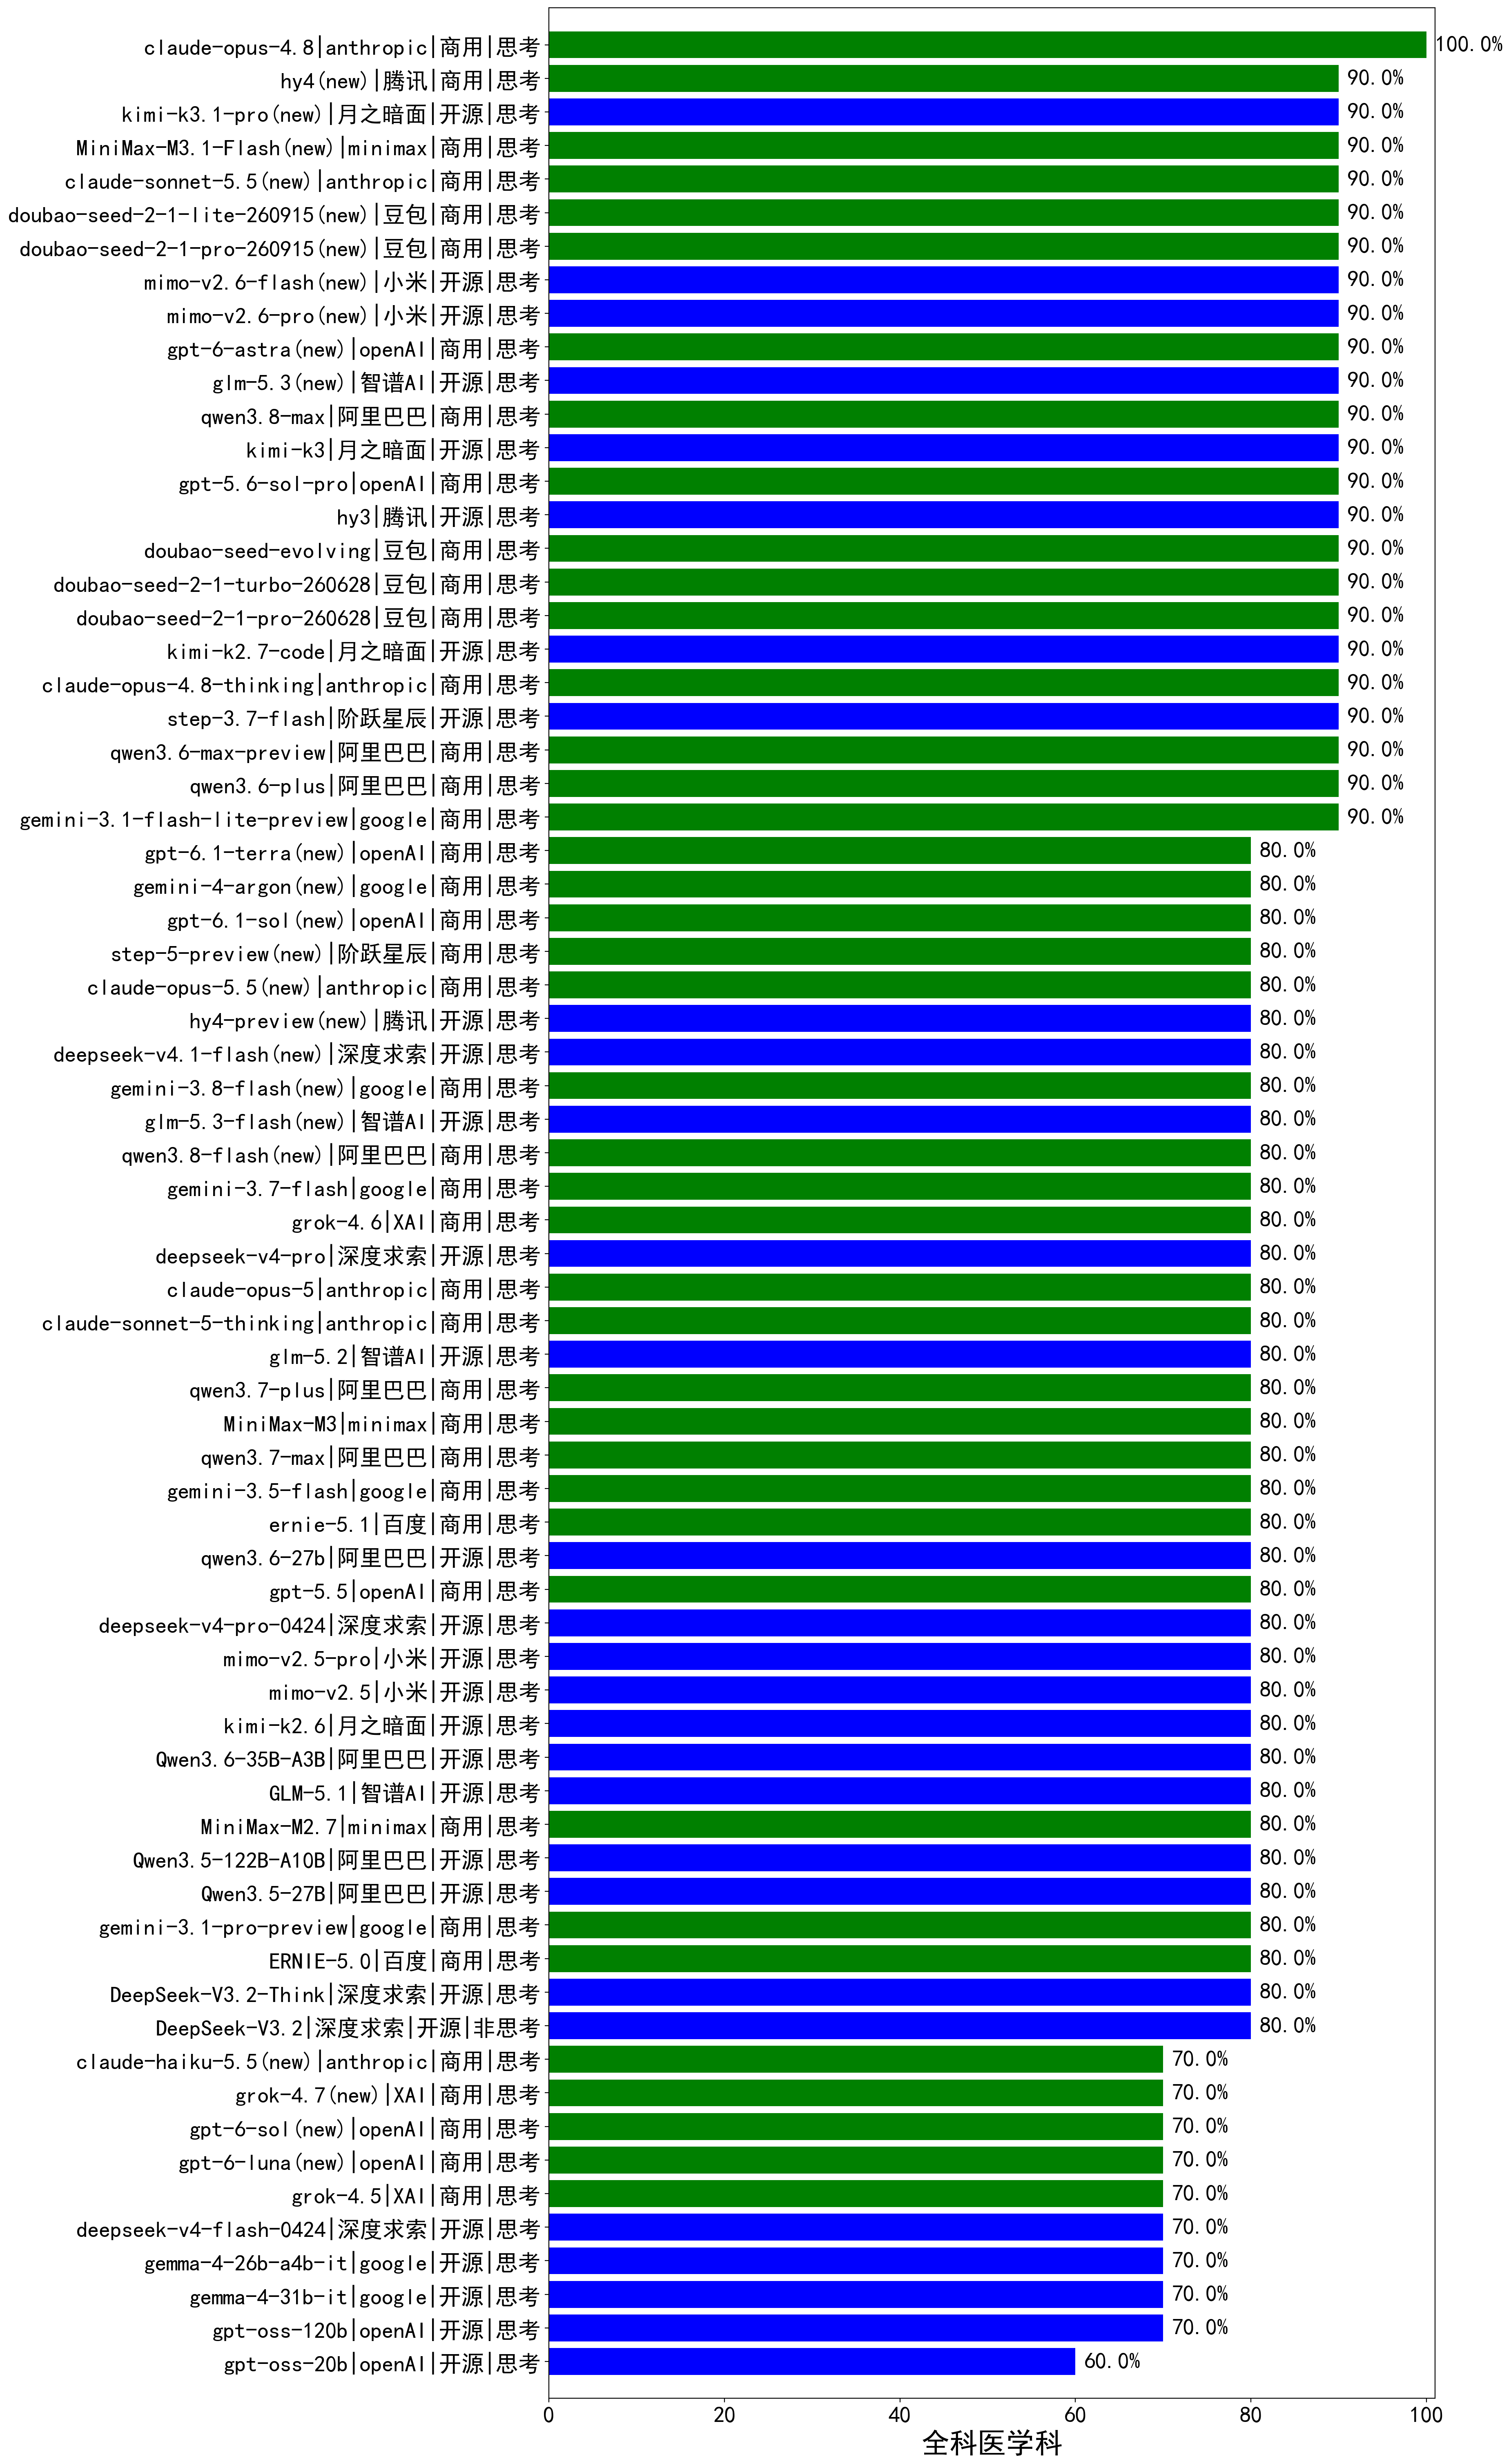 claude-opus-4.8|anthropic|商用|思考 100.0%
hy4(new)|腾讯|商用|思考 90.0%
kimi-k3.1-pro(new)|月之暗面|开源|思考 90.0%
MiniMax-M3.1-Flash(new)|minimax|商用|思考 90.0%
claude-sonnet-5.5(new)|anthropic|商用|思考 90.0%
doubao-seed-2-1-lite-260915(new)|豆包|商用|思考 90.0%
doubao-seed-2-1-pro-260915(new)|豆包|商用|思考 90.0%
mimo-v2.6-flash(new)|小米|开源|思考 90.0%
mimo-v2.6-pro(new)|小米|开源|思考 90.0%
gpt-6-astra(new)|openAI|商用|思考 90.0%
glm-5.3(new)|智谱AI|开源|思考 90.0%
qwen3.8-max|阿里巴巴|商用|思考 90.0%
kimi-k3|月之暗面|开源|思考 90.0%
gpt-5.6-sol-pro|openAI|商用|思考 90.0%
hy3|腾讯|开源|思考 90.0%
doubao-seed-evolving|豆包|商用|思考 90.0%
doubao-seed-2-1-turbo-260628|豆包|商用|思考 90.0%
doubao-seed-2-1-pro-260628|豆包|商用|思考 90.0%
kimi-k2.7-code|月之暗面|开源|思考 90.0%
claude-opus-4.8-thinking|anthropic|商用|思考 90.0%
step-3.7-flash|阶跃星辰|开源|思考 90.0%
qwen3.6-max-preview|阿里巴巴|商用|思考 90.0%
qwen3.6-plus|阿里巴巴|商用|思考 90.0%
gemini-3.1-flash-lite-preview|google|商用|思考 90.0%
gpt-6.1-terra(new)|openAI|商用|思考 80.0%
gemini-4-argon(new)|google|商用|思考 80.0%
gpt-6.1-sol(new)|openAI|商用|思考 80.0%
step-5-preview(new)|阶跃星辰|商用|思考 80.0%
claude-opus-5.5(new)|anthropic|商用|思考 80.0%
hy4-preview(new)|腾讯|开源|思考 80.0%
deepseek-v4.1-flash(new)|深度求索|开源|思考 80.0%
gemini-3.8-flash(new)|google|商用|思考 80.0%
glm-5.3-flash(new)|智谱AI|开源|思考 80.0%
qwen3.8-flash(new)|阿里巴巴|商用|思考 80.0%
gemini-3.7-flash|google|商用|思考 80.0%
grok-4.6|XAI|商用|思考 80.0%
deepseek-v4-pro|深度求索|开源|思考 80.0%
claude-opus-5|anthropic|商用|思考 80.0%
claude-sonnet-5-thinking|anthropic|商用|思考 80.0%
glm-5.2|智谱AI|开源|思考 80.0%
qwen3.7-plus|阿里巴巴|商用|思考 80.0%
MiniMax-M3|minimax|商用|思考 80.0%
qwen3.7-max|阿里巴巴|商用|思考 80.0%
gemini-3.5-flash|google|商用|思考 80.0%
ernie-5.1|百度|商用|思考 80.0%
qwen3.6-27b|阿里巴巴|开源|思考 80.0%
gpt-5.5|openAI|商用|思考 80.0%
deepseek-v4-pro-0424|深度求索|开源|思考 80.0%
mimo-v2.5-pro|小米|开源|思考 80.0%
mimo-v2.5|小米|开源|思考 80.0%
kimi-k2.6|月之暗面|开源|思考 80.0%
Qwen3.6-35B-A3B|阿里巴巴|开源|思考 80.0%
GLM-5.1|智谱AI|开源|思考 80.0%
MiniMax-M2.7|minimax|商用|思考 80.0%
Qwen3.5-122B-A10B|阿里巴巴|开源|思考 80.0%
Qwen3.5-27B|阿里巴巴|开源|思考 80.0%
gemini-3.1-pro-preview|google|商用|思考 80.0%
ERNIE-5.0|百度|商用|思考 80.0%
DeepSeek-V3.2-Think|深度求索|开源|思考 80.0%
DeepSeek-V3.2|深度求索|开源|非思考 80.0%
claude-haiku-5.5(new)|anthropic|商用|思考 70.0%
grok-4.7(new)|XAI|商用|思考 70.0%
gpt-6-sol(new)|openAI|商用|思考 70.0%
gpt-6-luna(new)|openAI|商用|思考 70.0%
grok-4.5|XAI|商用|思考 70.0%
deepseek-v4-flash-0424|深度求索|开源|思考 70.0%
gemma-4-26b-a4b-it|google|开源|思考 70.0%
gemma-4-31b-it|google|开源|思考 70.0%
gpt-oss-120b|openAI|开源|思考 70.0%
gpt-oss-20b|openAI|开源|思考 60.0%
0 20 40 60 80 100
全科医学科